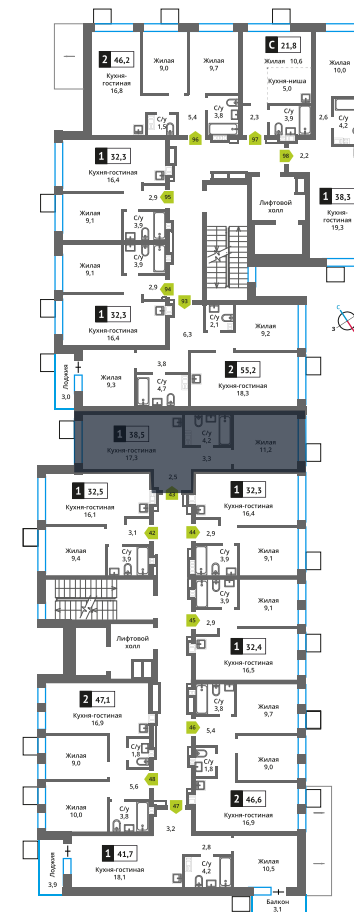 2 46,2
Кухня-
гостиная
16,8
Жилая
9,0
Жилая
9,7
С/у
1,5
5,4
С/у
3,8
С 21,8
Жилая 10,6
Кухня-ниша
5,0
2,3
С/у
3,9
Жилая
10,0
2,6
С/у
4,2
96
97
98
2,2
1 32,3
Кухня-гостиная
16,4
2,9
95
Жилая
9,1
С/у
3,9
Лифтовой
холл
1 38,3
Кухня-
гостиная
19,3
Жилая
9,1
С/у
3,9
2,9
94
93
1 32,3
Кухня-гостиная
16,4
6,3
С/у
2,1
Жилая
9,2
С
З
Лоджия
3,0
Жилая
9,3
3,8
С/у
4,7
2 55,2
Кухня-гостиная
18,3
1 38,5
Кухня-гостиная
17,3
С/у
4,2
3,3
Жилая
11,2
2,5
43
1 32,5
Кухня-гостиная
16,1
3,1
42
Жилая
9,4
С/у
3,9
1 32,3
Кухня-гостиная
16,4
44
2,9
С/у
3,9
Жилая
9,1
С/у
3,9
Жилая
9,1
45
2,9
Лифтовой
холл
1 32,4
Кухня-гостиная
16,5
2 47,1
Кухня-гостиная
16,9
С/у
3,8
Жилая
9,7
46
5,4
Жилая
9,0
С/у
1,8
С/у
1,8
Жилая
9,0
48
5,6
Жилая
10,0
С/у
3,8
47
2 46,6
Кухня-гостиная
16,9
3,2
Лоджия
3,9
1 41,7
Кухня-гостиная
18,1
2,8
С/у
4,2
Жилая
10,5
Балкон
3,1